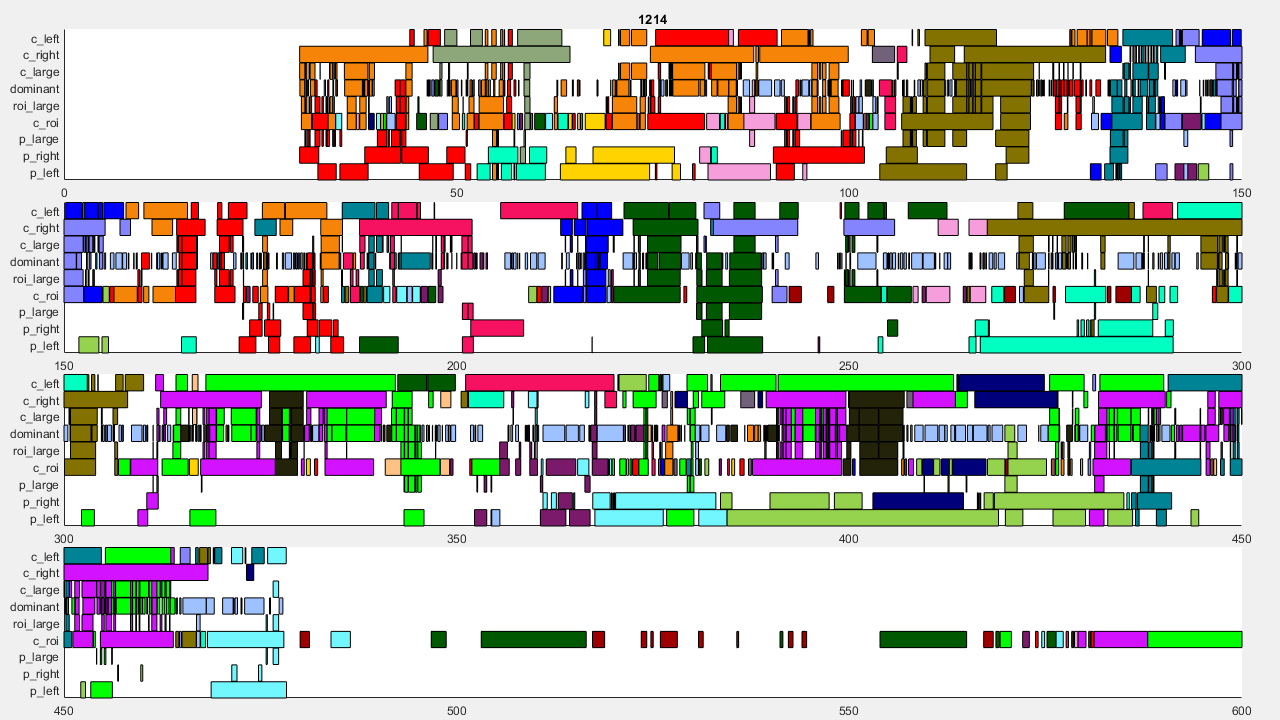 1214
c_left
c_right
c_large
dominant
roi_large
c_roi
p_large
p_right
p_left
0 50 100 150
c_left
c_right
c_large
dominant
roi_large
c_roi
p_large
p_right
p_left
150 200 250 300
c_left
c_right
c_large
dominant
roi_large
c_roi
p_large
p_right
p_left
300 350 400 450
c_left
c_right
c_large
dominant
roi_large
c_roi
p_large
p_right
p_left
450 500 550 600